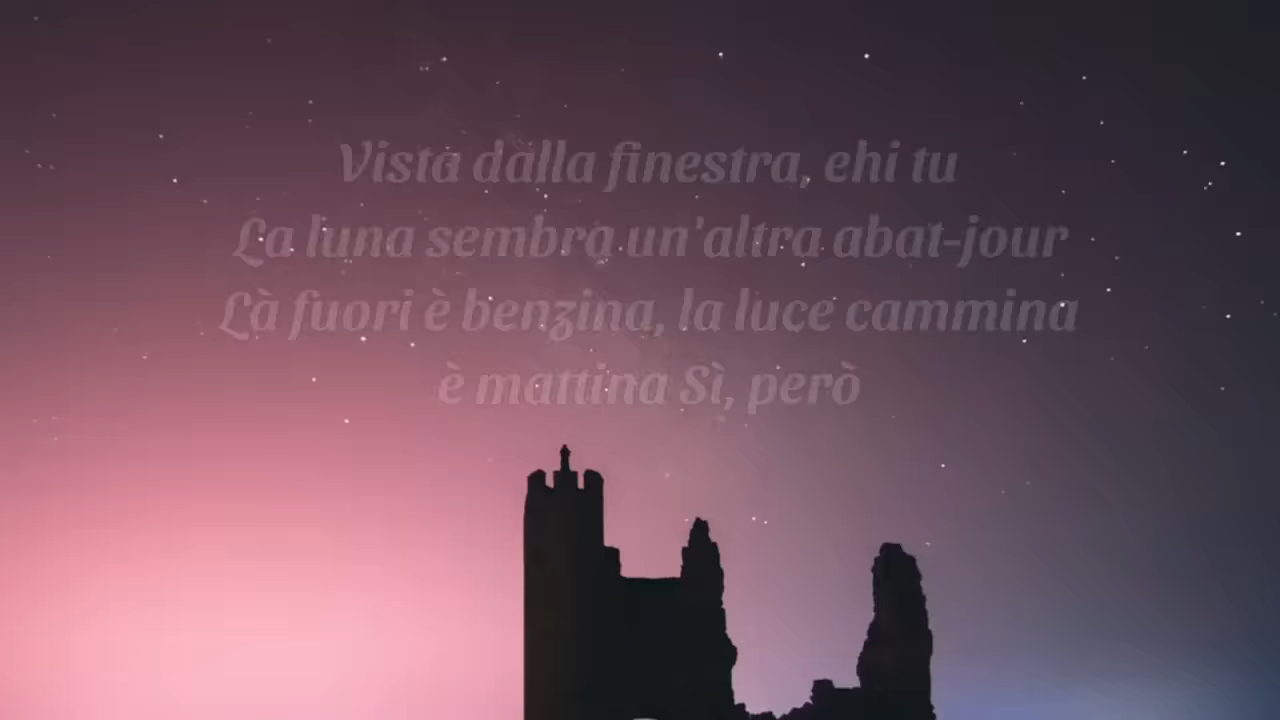 Vista dalla finestra, ehi tu
La luna sembra un'altra abat-jour
Là fuori è benzina, la luce cammina
è mattina Sì, però